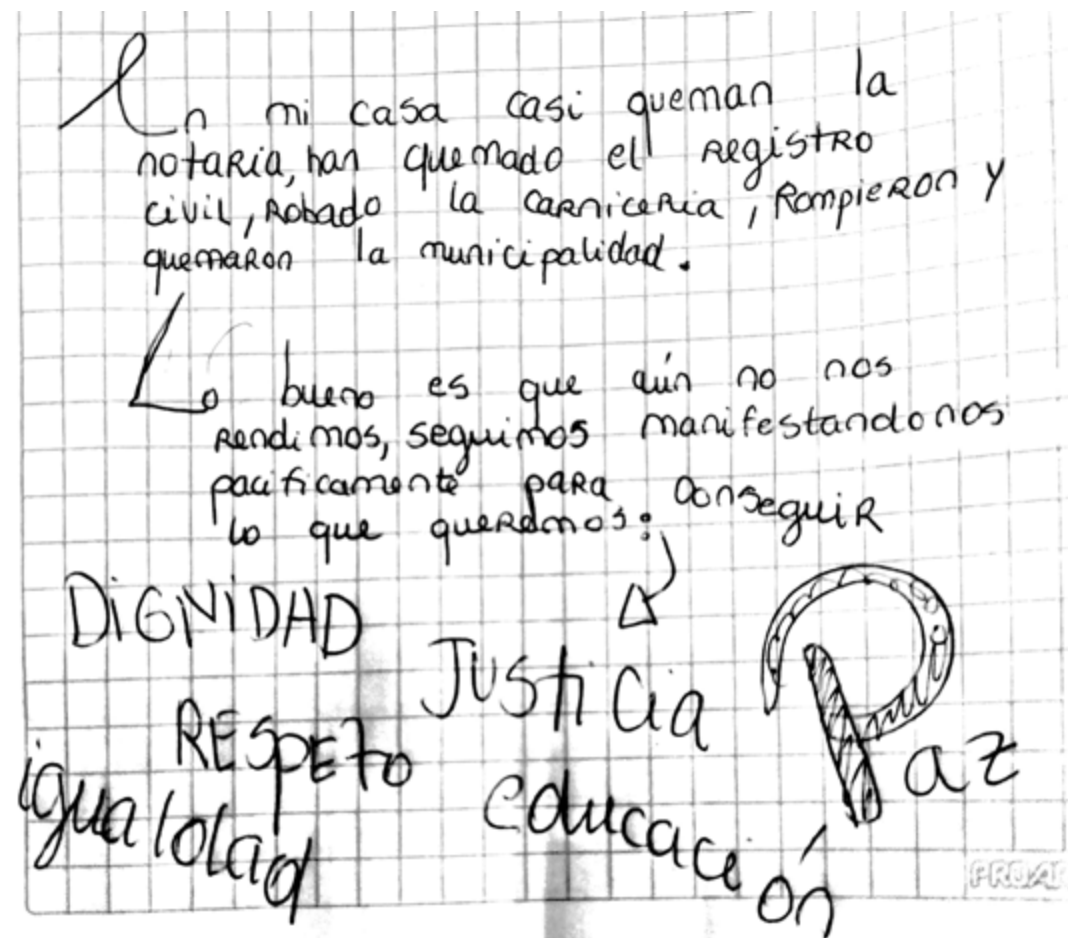 En mi casa casi queman la
notaria, han quemado el registro
civil, Robado la carniceria, Rompieron y
quemaron la municipalidad.
Lo bueno es que aún no nos
Rendimos, seguimos manifestandonos
pacificamente para conseguir
lo que queremos:
DIGNIDAD
Justicia
Paz
RESPETO
igualdad
educación